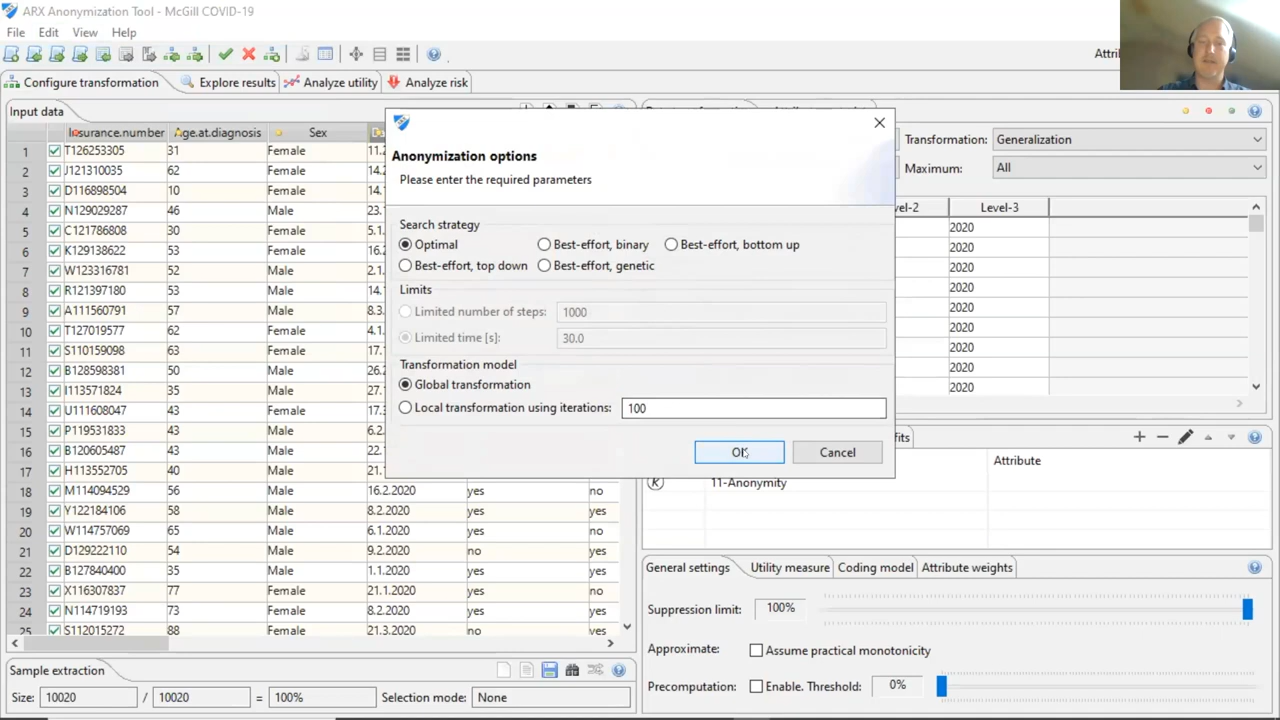 ARX Anonymization Tool - McGill COVID-19
File Edit View Help
Configure transformation Explore results Analyze utility Analyze risk
Input data
Insurance.number Age.at.diagnosis Sex
1 T126253305 31 Female
2 J121310035 62 Female
3 D116898504 10 Female
4 N129029287 46 Male
5 C121786808 30 Female
6 K129138622 53 Male
7 W123316781 52 Male
8 R121397180 53 Male
9 A111560791 57 Male
10 T127019577 62 Female
11 S110159098 63 Female
12 B128598381 50 Male
13 I113571824 35 Male
14 U111608047 43 Female
15 P119531833 43 Male
16 B120605487 43 Male
17 H113552705 40 Male
18 M114094529 56 Male 16.2.2020 yes no
19 Y122184106 58 Male 8.2.2020 yes yes
20 W114757069 65 Male 6.1.2020 yes no
21 D129222110 54 Male 9.2.2020 no yes
22 B127840400 35 Male 1.1.2020 yes yes
23 X116307837 77 Female 21.1.2020 yes no
24 N114719193 73 Female 8.2.2020 yes yes
25 S112015272 88 Female 21.3.2020 no yes
Anonymization options
Please enter the required parameters
Search strategy
Optimal Best-effort, binary Best-effort, bottom up
Best-effort, top down Best-effort, genetic
Limits
Limited number of steps: 1000
Limited time [s]: 30.0
Transformation model
Global transformation
Local transformation using iterations: 100
OK Cancel
Transformation: Generalization
Maximum: All
Level-3
2020
2020
2020
2020
2020
2020
2020
2020
2020
Attribute
11-Anonymity
General settings Utility measure Coding model Attribute weights
Suppression limit: 100%
Approximate: Assume practical monotonicity
Precomputation: Enable. Threshold: 0%
Sample extraction
Size: 10020 / 10020 = 100% Selection mode: None